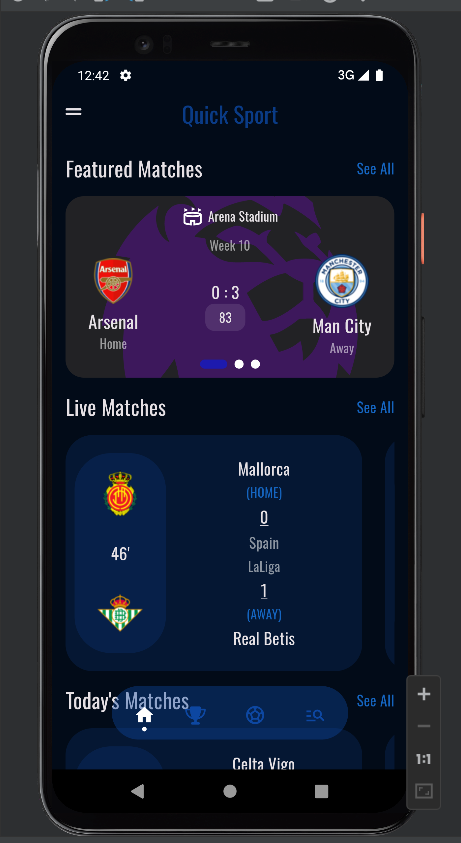 12:42
3G
Quick Sport
Featured Matches
See All
Arena Stadium
Week 10
Arsenal
MANCHESTER
CITY
0 : 3
83
Arsenal
Home
Man City
Away
Live Matches
See All
46'
Mallorca
(HOME)
0
Spain
LaLiga
1
(AWAY)
Real Betis
Today's Matches
See All
Celta Vigo
1:1